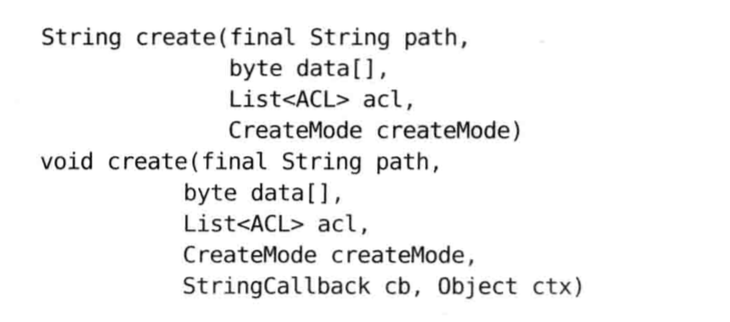 String create(final String path,
byte data[],
List<ACL> acl,
CreateMode createMode)
void create(final String path,
byte data[],
List<ACL> acl,
CreateMode createMode,
StringCallback cb, Object ctx)